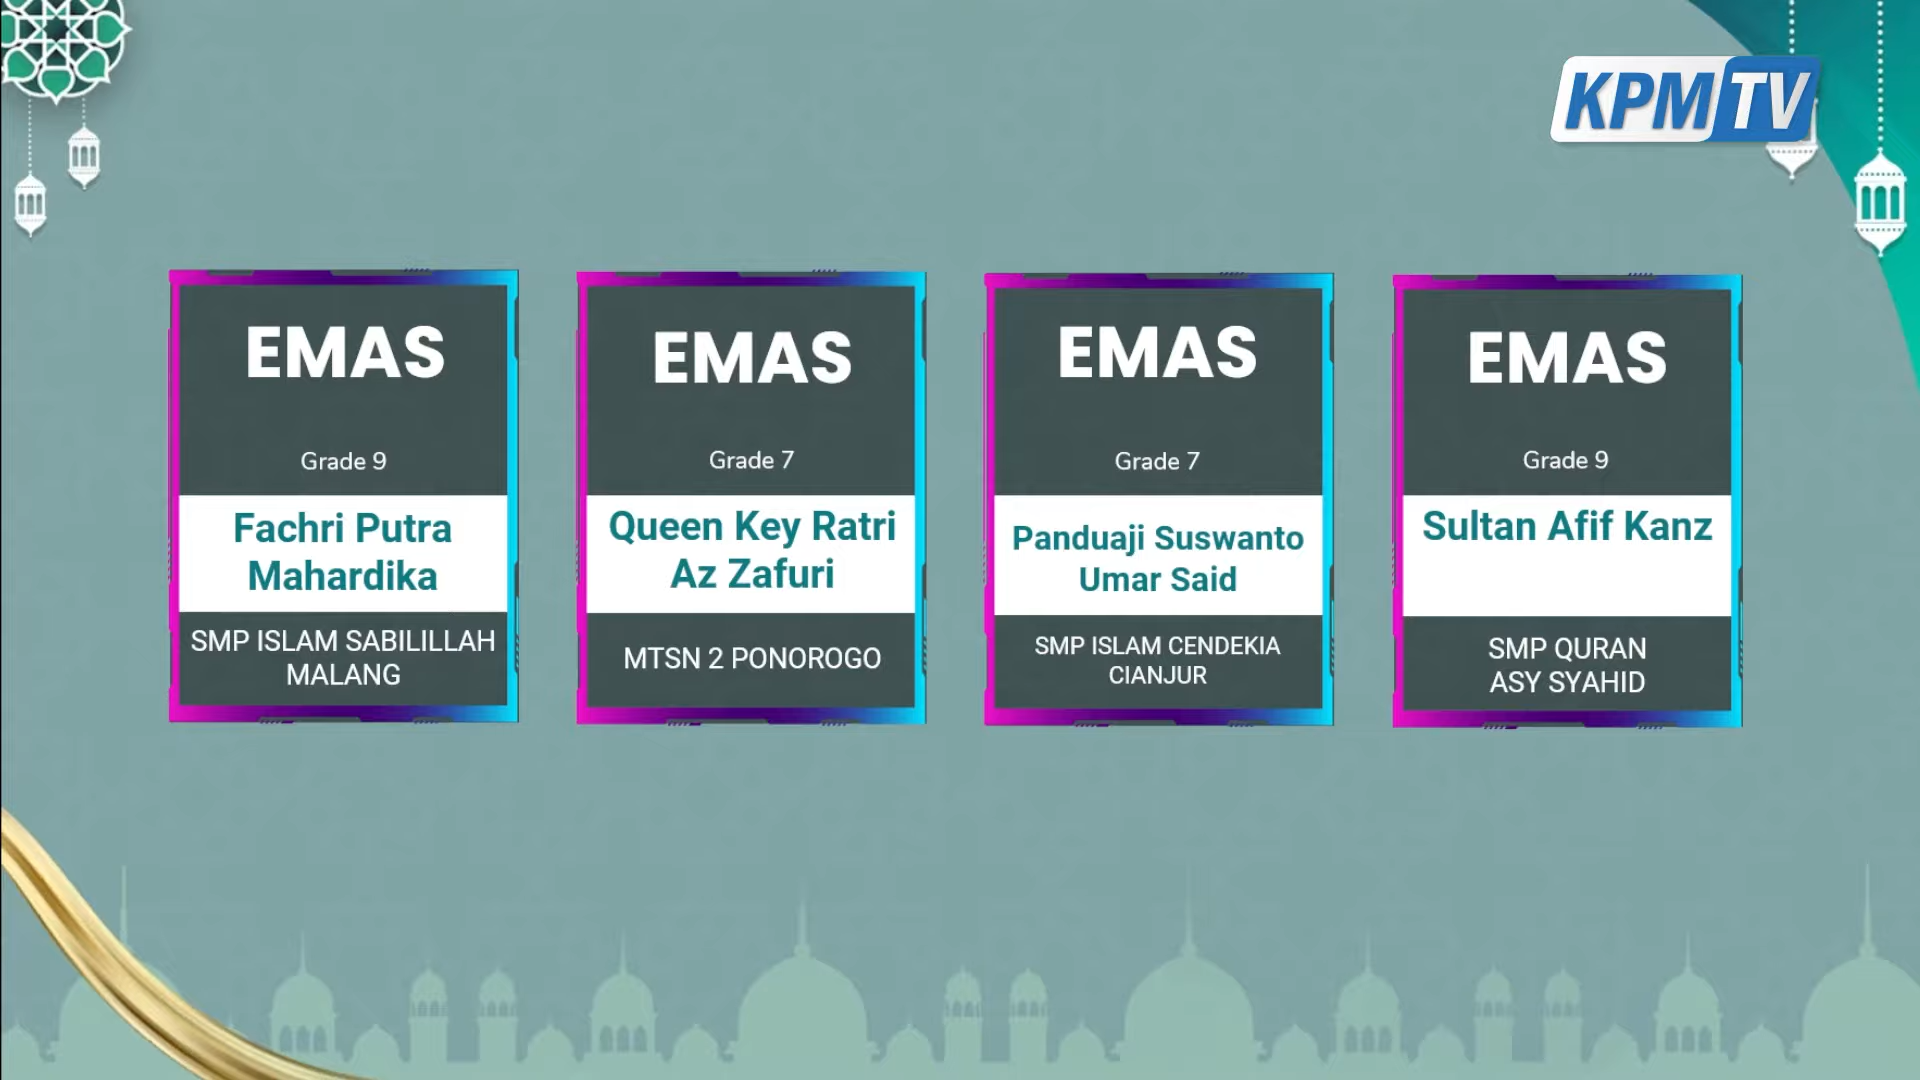 KPMTV
EMAS
Grade 9
Fachri Putra
Mahardika
SMP ISLAM SABILILLAH
MALANG
EMAS
Grade 7
Queen Key Ratri
Az Zafuri
MTSN 2 PONOROGO
EMAS
Grade 7
Panduaji Suswanto
Umar Said
SMP ISLAM CENDEKIA
CIANJUR
EMAS
Grade 9
Sultan Afif Kanz
SMP QURAN
ASY SYAHID